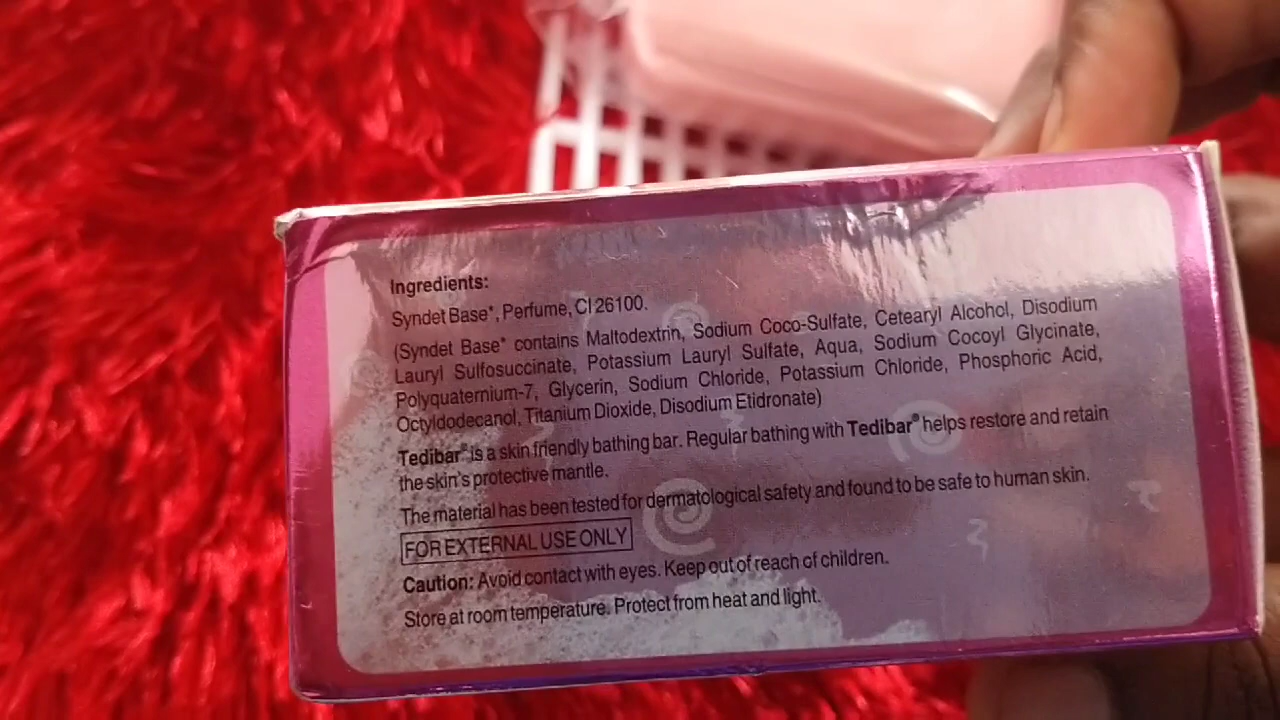 Ingredients:
Syndet Base*, Perfume, CI 26100.
(Syndet Base* contains Maltodextrin, Sodium Coco-Sulfate, Cetearyl Alcohol, Disodium
Lauryl Sulfosuccinate, Potassium Lauryl Sulfate, Aqua, Sodium Cocoyl Glycinate,
Polyquaternium-7, Glycerin, Sodium Chloride, Potassium Chloride, Phosphoric Acid,
Octyldodecanol, Titanium Dioxide, Disodium Etidronate)
Tedibar® is a skin friendly bathing bar. Regular bathing with Tedibar® helps restore and retain
the skin's protective mantle.
The material has been tested for dermatological safety and found to be safe to human skin.
FOR EXTERNAL USE ONLY
Caution: Avoid contact with eyes. Keep out of reach of children.
Store at room temperature. Protect from heat and light.